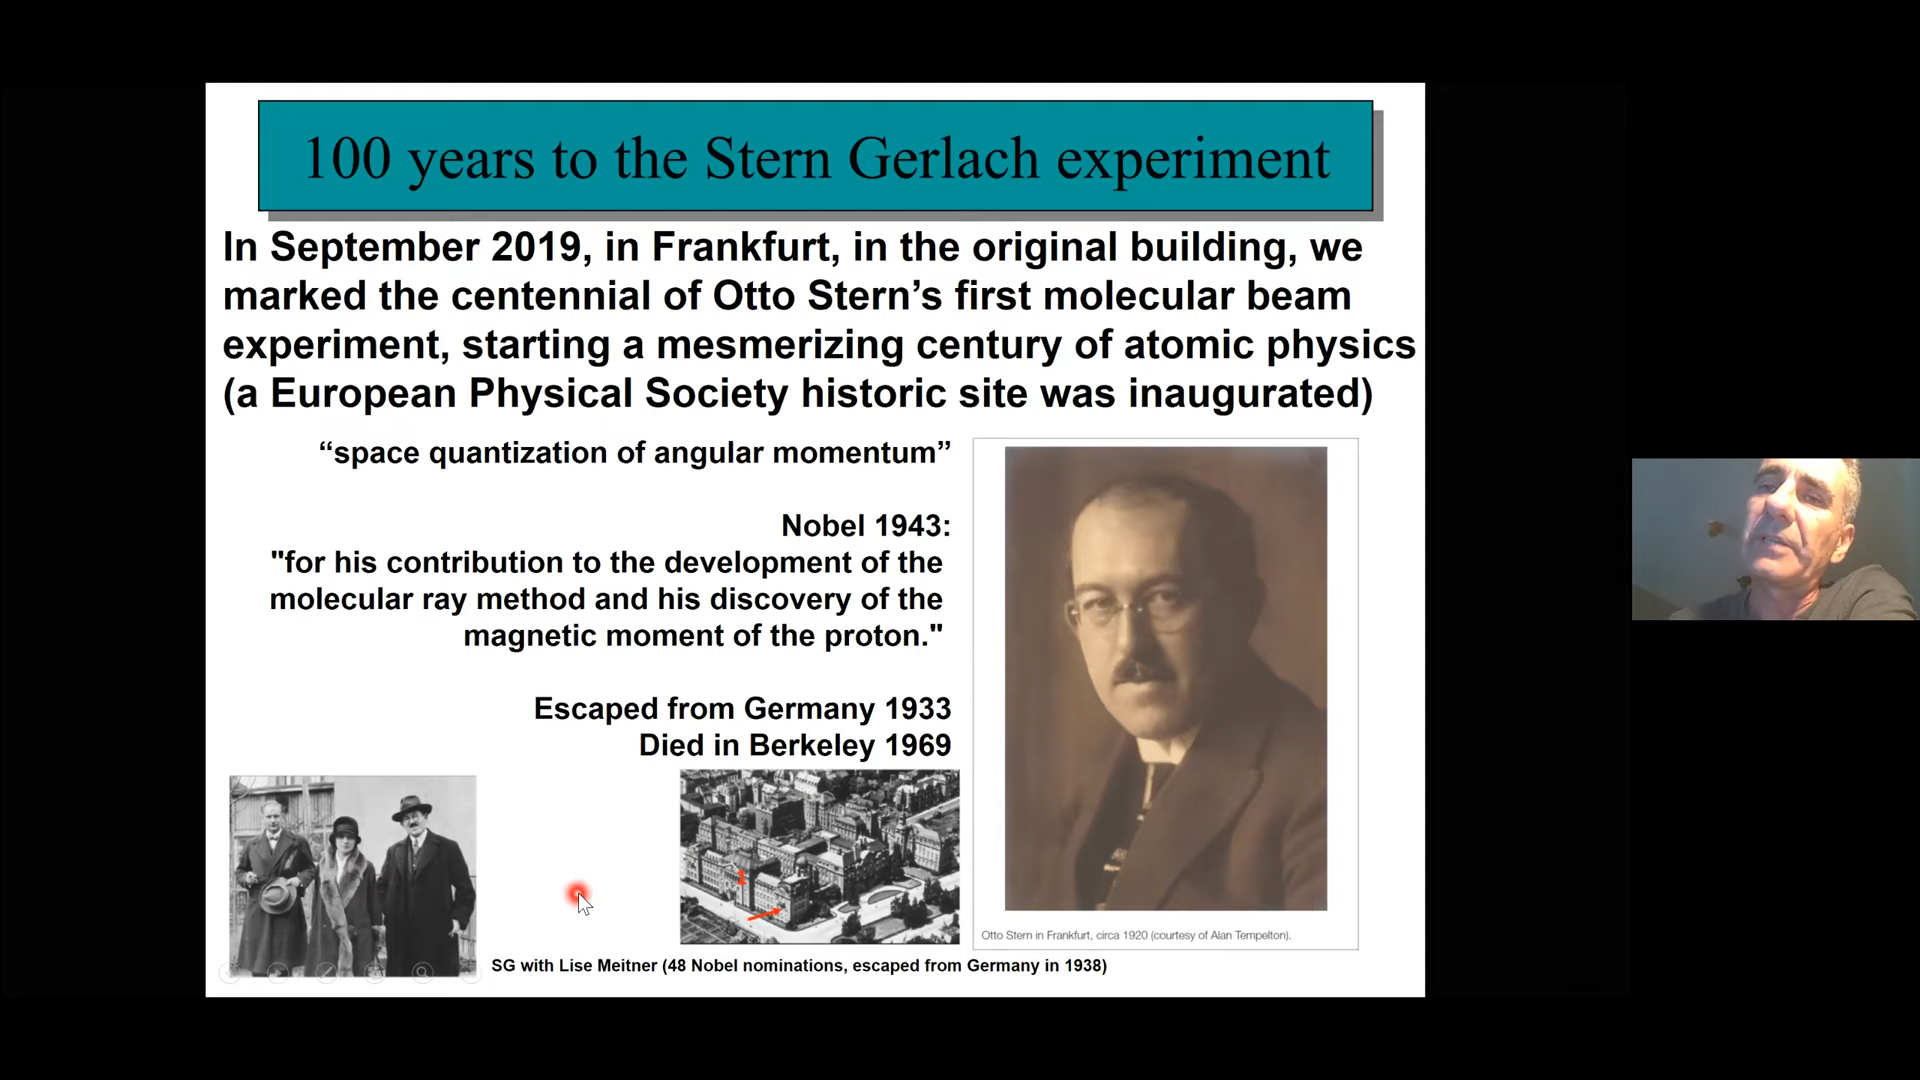 100 years to the Stern Gerlach experiment
In September 2019, in Frankfurt, in the original building, we
marked the centennial of Otto Stern’s first molecular beam
experiment, starting a mesmerizing century of atomic physics
(a European Physical Society historic site was inaugurated)
“space quantization of angular momentum”
Nobel 1943:
"for his contribution to the development of the
molecular ray method and his discovery of the
magnetic moment of the proton."
Escaped from Germany 1933
Died in Berkeley 1969
Otto Stern in Frankfurt, circa 1920 (courtesy of Alan Tempelton).
SG with Lise Meitner (48 Nobel nominations, escaped from Germany in 1938)